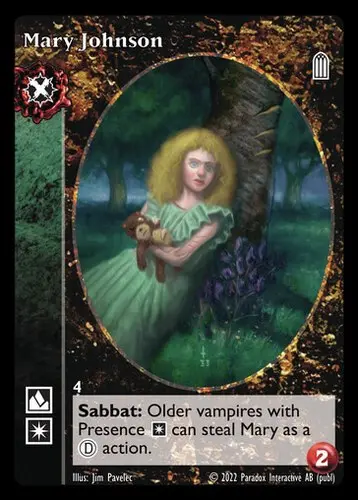 Mary Johnson
4
Sabbat: Older vampires with
Presence can steal Mary as a
D action.
2
Illus: Jim Pavelec © 2022 Paradox Interactive AB (publ)